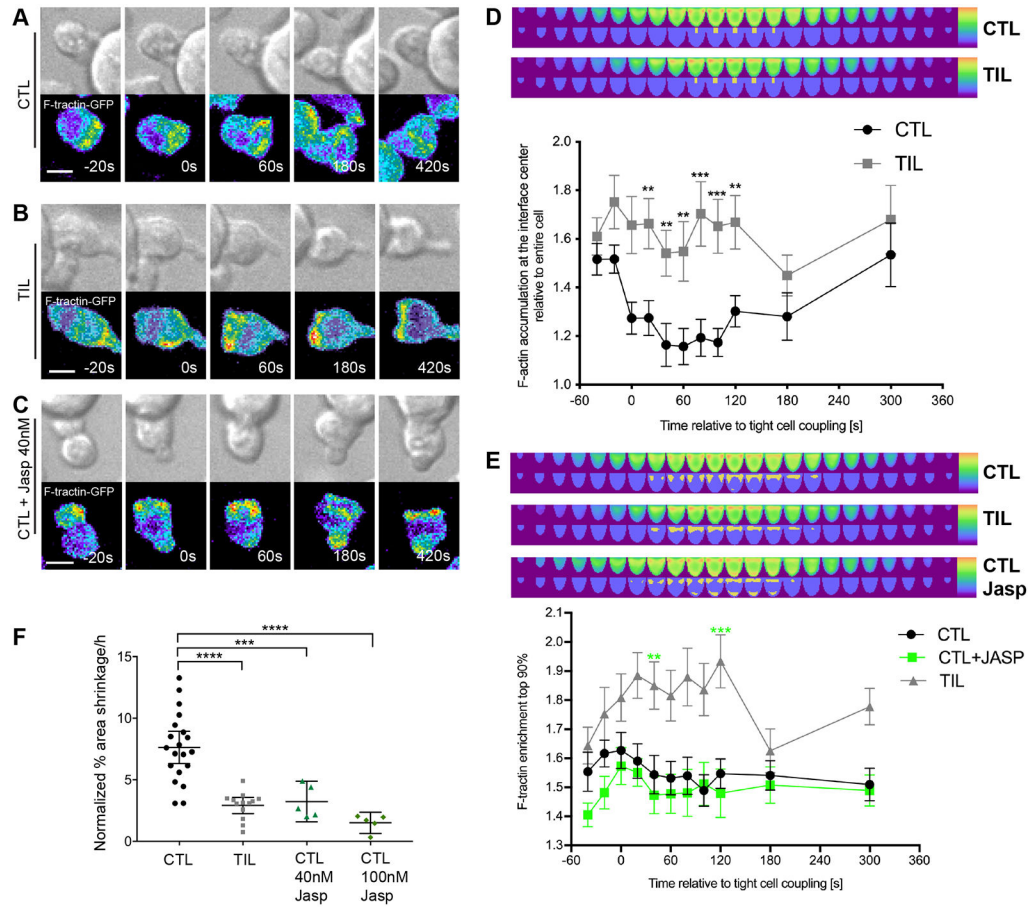 A
CTL
F-tractin-GFP
-20s
0s
60s
180s
420s
B
TIL
F-tractin-GFP
-20s
0s
60s
180s
420s
C
CTL + Jasp 40nM
F-tractin-GFP
-20s
0s
60s
180s
420s
D
CTL
TIL
CTL
TIL
F-actin accumulation at the interface center
relative to entire cell
2.0
1.8
1.6
1.4
1.2
1.0
** ** ** *** *** **
-60 0 60 120 180 240 300 360
Time relative to tight cell coupling [s]
E
CTL
TIL
CTL
Jasp
CTL
CTL+JASP
TIL
F-tractin enrichment top 90%
2.1
2.0
1.9
1.8
1.7
1.6
1.5
1.4
1.3
** ***
-60 0 60 120 180 240 300 360
Time relative to tight cell coupling [s]
F
****
***
****
Normalized % area shrinkage/h
15
10
5
0
CTL
TIL
CTL
40nM
Jasp
CTL
100nM
Jasp